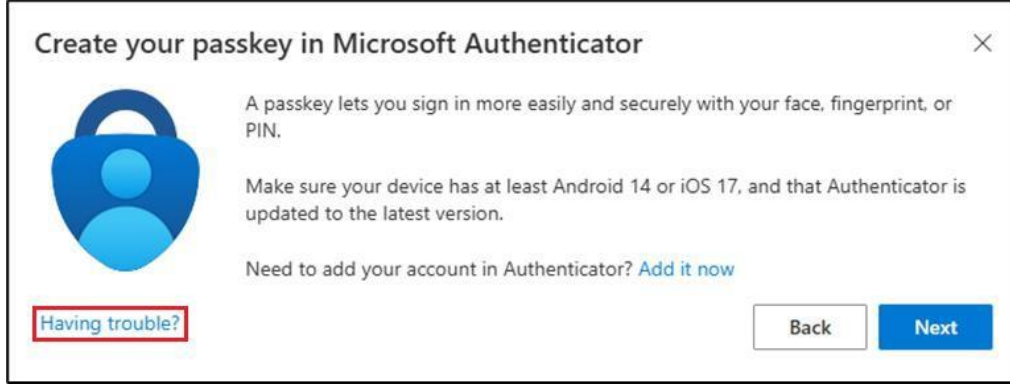 Create your passkey in Microsoft Authenticator
A passkey lets you sign in more easily and securely with your face, fingerprint, or
PIN.
Make sure your device has at least Android 14 or iOS 17, and that Authenticator is
updated to the latest version.
Need to add your account in Authenticator? Add it now
Having trouble?
Back
Next